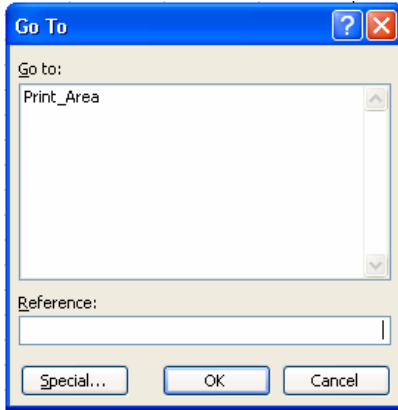 Go To
Go to:
Print_Area
Reference:
Special... OK Cancel